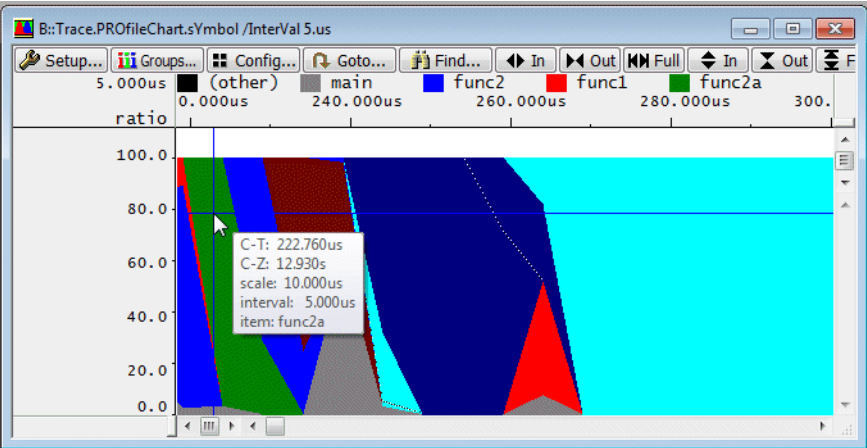 B::Trace.PROfileChart.sYmbol /InterVal 5.us
Setup... Groups... Config... Goto... Find... In Out Full In Out F
5.000us (other) main func2 func1 func2a
0.000us 240.000us 260.000us 280.000us 300.
ratio
100.0
80.0
C-T: 222.760us
C-Z: 12.930s
60.0
scale: 10.000us
interval: 5.000us
item: func2a
40.0
20.0
0.0